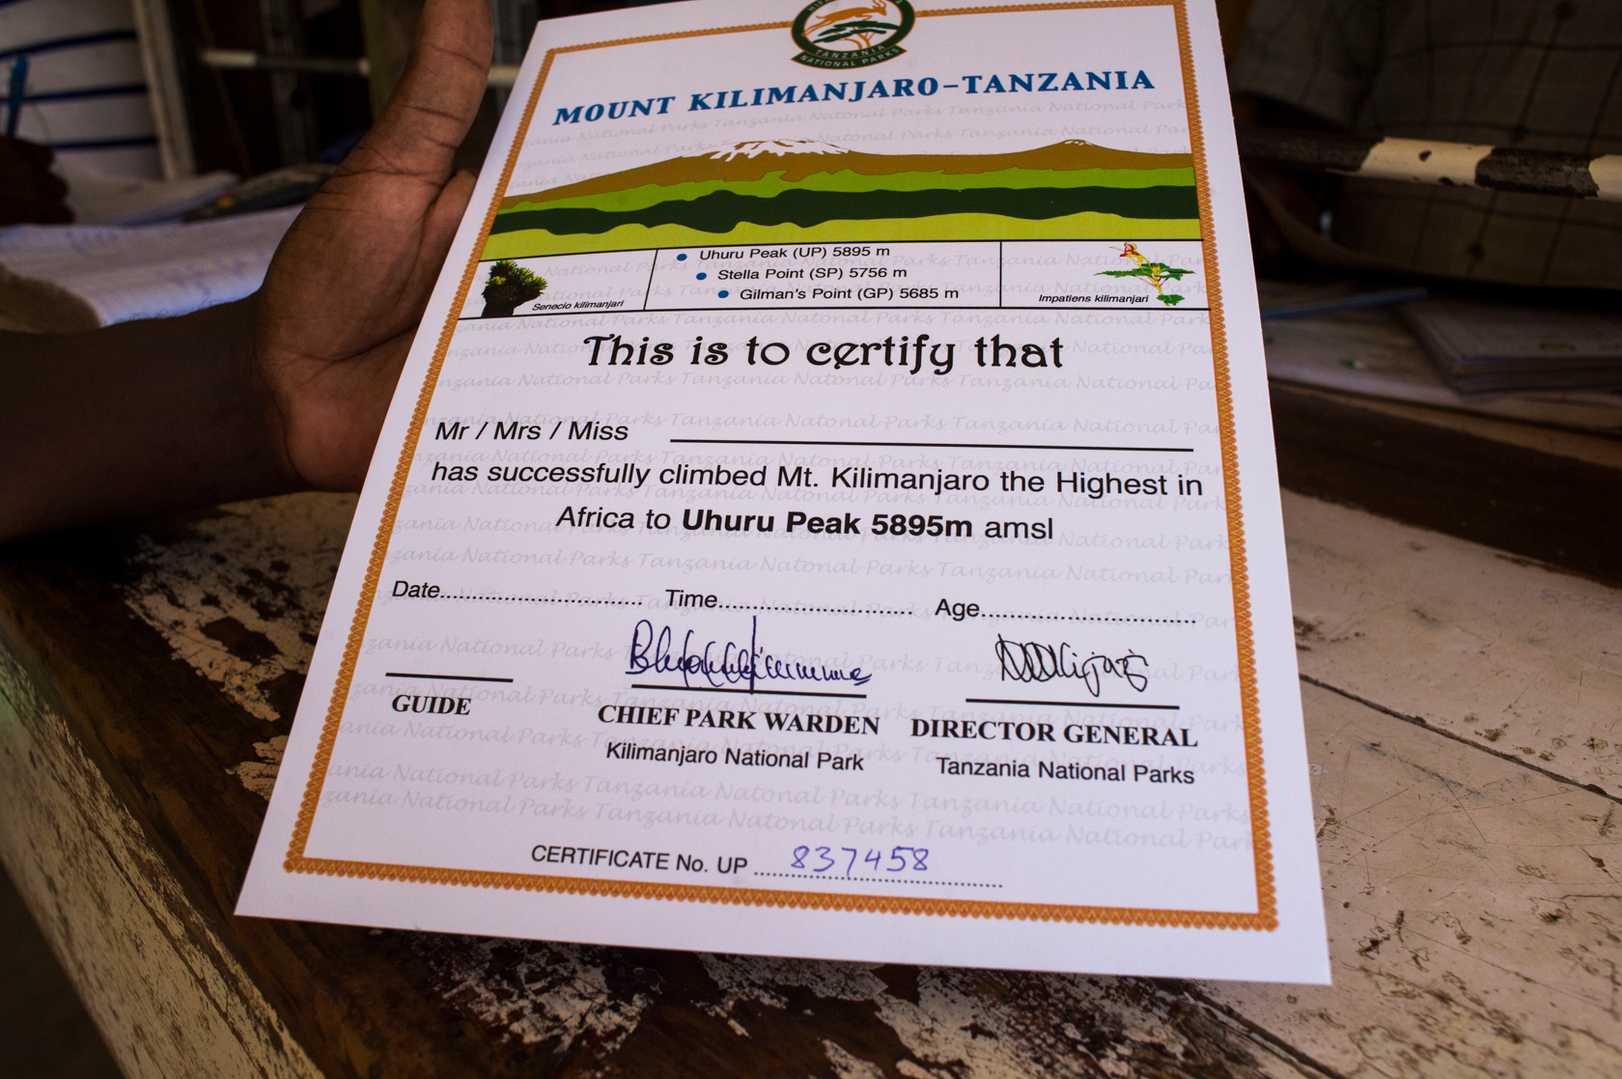 TANZANIA
NATIONAL PARKS
MOUNT KILIMANJARO-TANZANIA
Uhuru Peak (UP) 5895 m
Stella Point (SP) 5756 m
Gilman's Point (GP) 5685 m
Senecio kilimanjari
Impatiens kilimanjari
This is to certify that
Mr / Mrs / Miss
has successfully climbed Mt. Kilimanjaro the Highest in
Africa to Uhuru Peak 5895m amsl
Date.............................. Time.............................. Age..................................
GUIDE CHIEF PARK WARDEN DIRECTOR GENERAL
Kilimanjaro National Park Tanzania National Parks
CERTIFICATE No. UP 837458